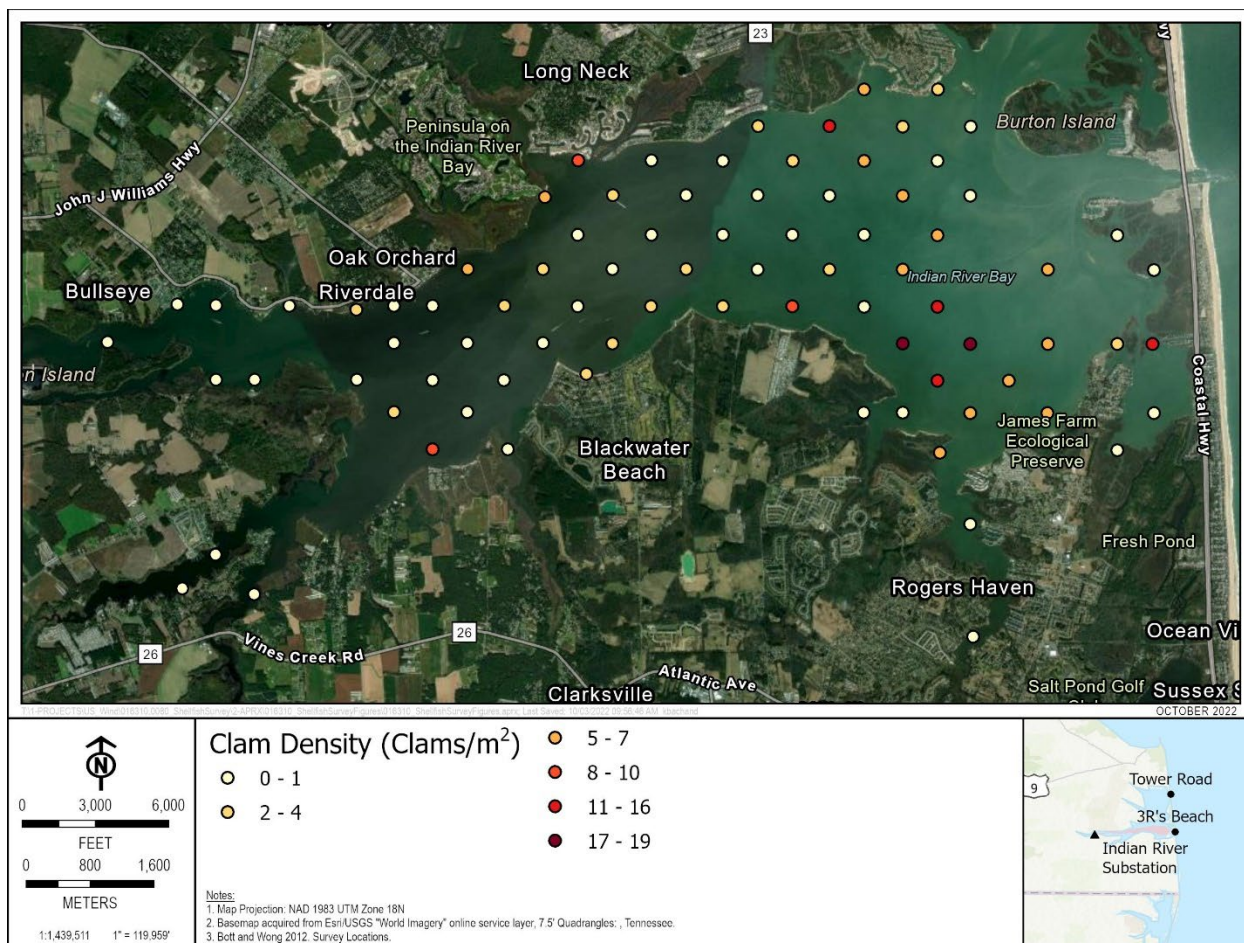 23
wy
Long Neck
Burton Island
Peninsula on
the Indian River
Bay
John J Williams Hwy
Oak Orchard
Bullseye
Riverdale
Indian River Bay
n Island
Coastal Hwy
James Farm
Ecological
Preserve
Blackwater
Beach
Fresh Pond
Rogers Haven
26
26
Vines Creek Rd
Ocean Vi
Atlantic Ave
Clarksville
Salt Pond Golf
Sussex S
OCTOBER 2022
Clam Density (Clams/m²)
0 - 1
2 - 4
5 - 7
8 - 10
11 - 16
17 - 19
N
0 3,000 6,000
FEET
0 800 1,600
METERS
1:1,439,511 1" = 119,959'
Notes:
1. Map Projection: NAD 1983 UTM Zone 18N
2. Basemap acquired from Esri/USGS "World Imagery" online service layer, 7.5' Quadrangles: , Tennessee.
3. Bott and Wong 2012. Survey Locations.
9
Tower Road
3R's Beach
Indian River
Substation